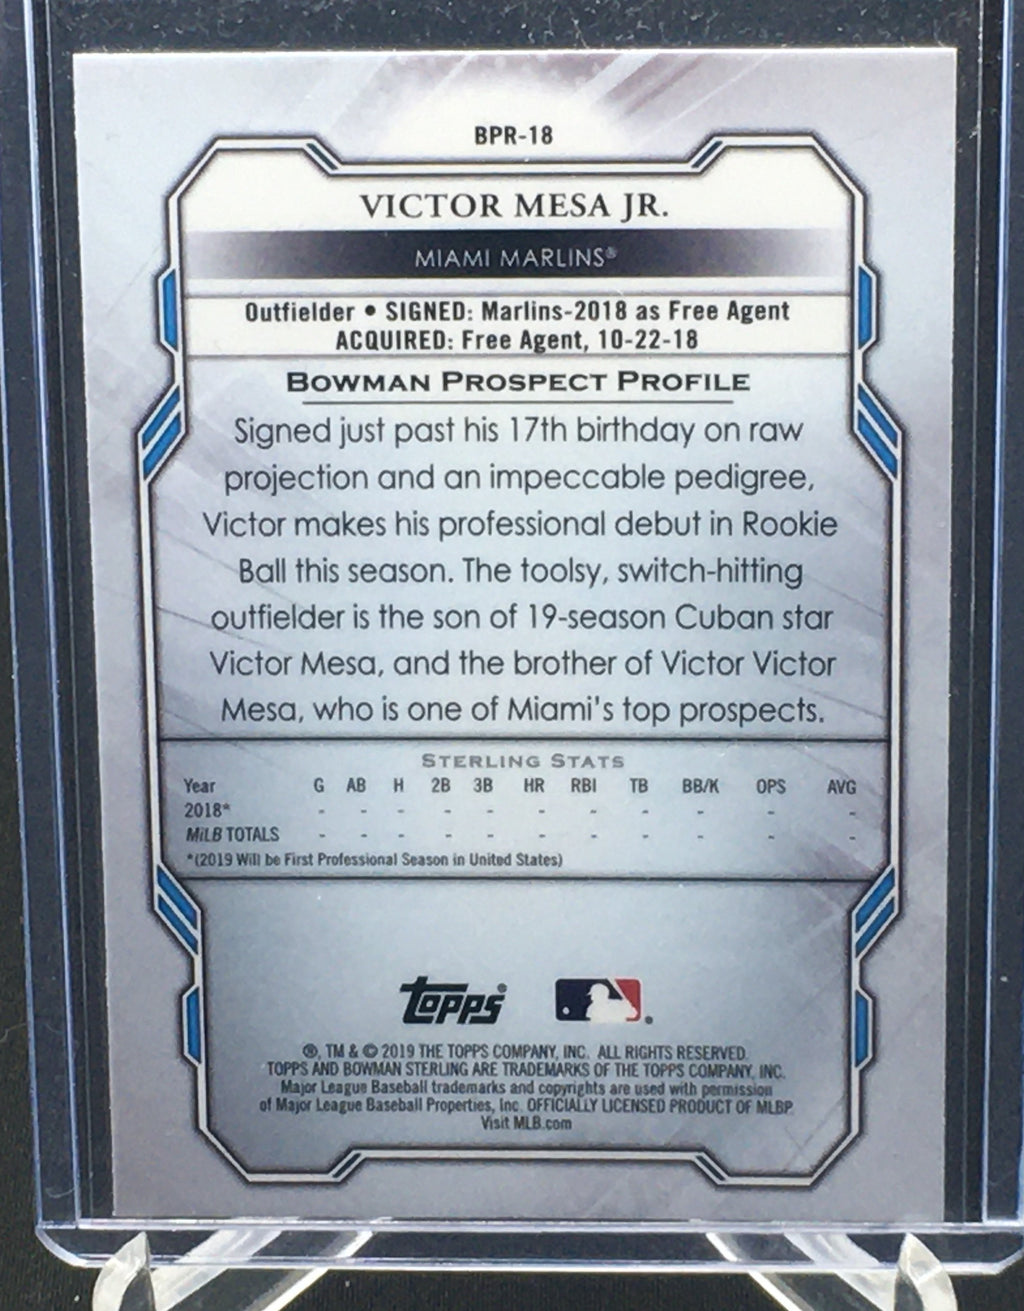 BPR-18
VICTOR MESA JR.
MIAMI MARLINS®
Outfielder • SIGNED: Marlins-2018 as Free Agent
ACQUIRED: Free Agent, 10-22-18
BOWMAN PROSPECT PROFILE
Signed just past his 17th birthday on raw
projection and an impeccable pedigree,
Victor makes his professional debut in Rookie
Ball this season. The toolsy, switch-hitting
outfielder is the son of 19-season Cuban star
Victor Mesa, and the brother of Victor Victor
Mesa, who is one of Miami's top prospects.
STERLING STATS
Year G AB H 2B 3B HR RBI TB BB/K OPS AVG
2018* - - - - - - - - - - -
MiLB TOTALS - - - - - - - - - - -
*(2019 Will be First Professional Season in United States)
Topps®
®, TM & © 2019 THE TOPPS COMPANY, INC. ALL RIGHTS RESERVED.
TOPPS AND BOWMAN STERLING ARE TRADEMARKS OF THE TOPPS COMPANY, INC.
Major League Baseball trademarks and copyrights are used with permission
of Major League Baseball Properties, Inc. OFFICIALLY LICENSED PRODUCT OF MLBP.
Visit MLB.com